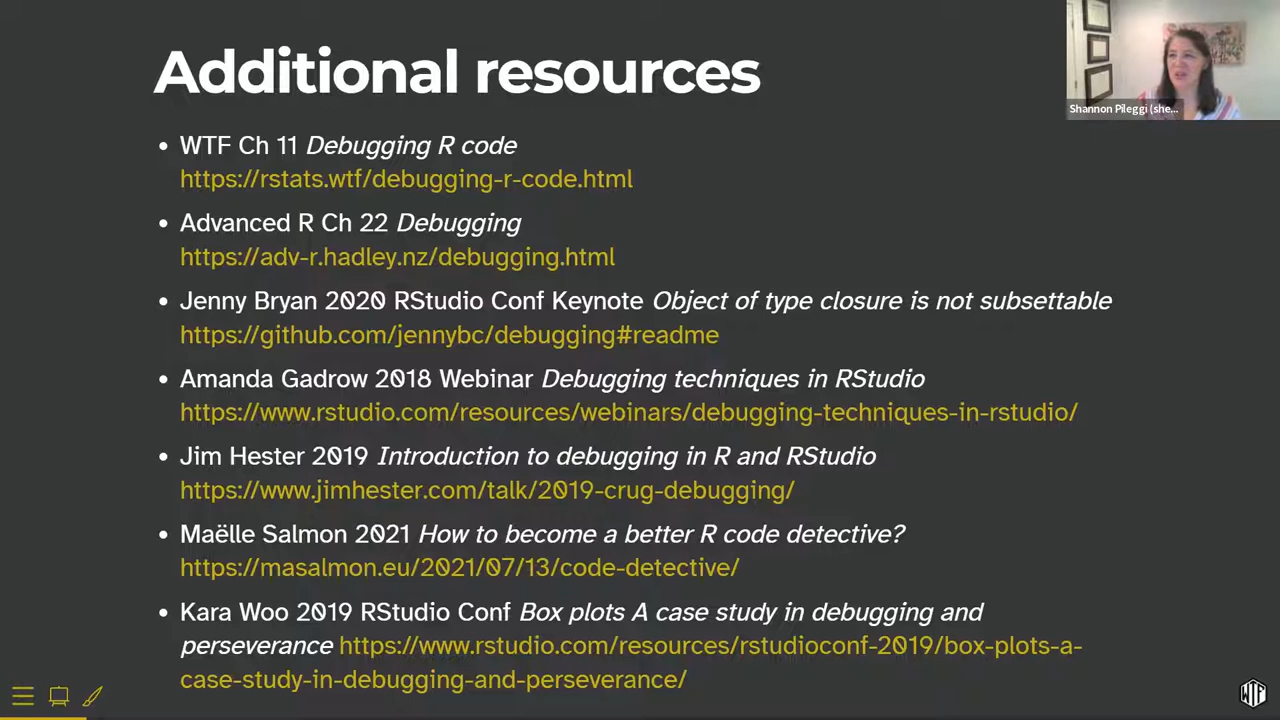 Additional resources
Shannon Pileggi (she...
• WTF Ch 11 Debugging R code
https://rstats.wtf/debugging-r-code.html
• Advanced R Ch 22 Debugging
https://adv-r.hadley.nz/debugging.html
• Jenny Bryan 2020 RStudio Conf Keynote Object of type closure is not subsettable
https://github.com/jennybc/debugging#readme
• Amanda Gadrow 2018 Webinar Debugging techniques in RStudio
https://www.rstudio.com/resources/webinars/debugging-techniques-in-rstudio/
• Jim Hester 2019 Introduction to debugging in R and RStudio
https://www.jimhester.com/talk/2019-crug-debugging/
• Maëlle Salmon 2021 How to become a better R code detective?
https://masalmon.eu/2021/07/13/code-detective/
• Kara Woo 2019 RStudio Conf Box plots A case study in debugging and
perseverance https://www.rstudio.com/resources/rstudioconf-2019/box-plots-a-
case-study-in-debugging-and-perseverance/
WTF